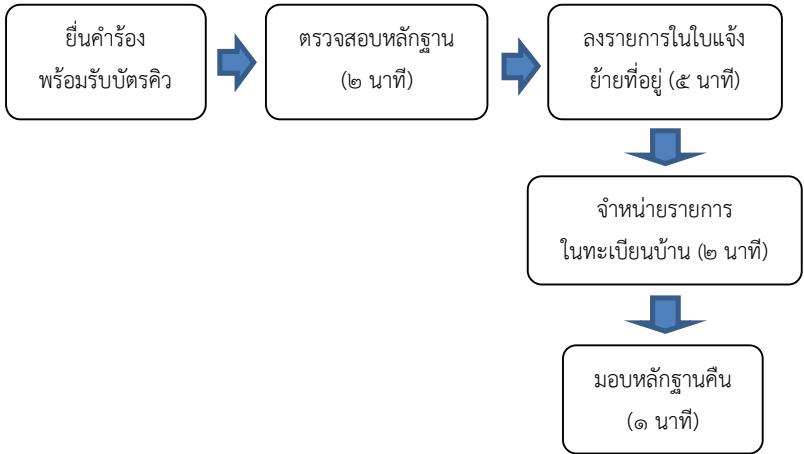 ยื่นคำร้อง
พร้อมรับบัตรคิว
ตรวจสอบหลักฐาน
(๒ นาที)
ลงรายการในใบแจ้ง
ย้ายที่อยู่ (๕ นาที)
จำหน่ายรายการ
ในทะเบียนบ้าน (๒ นาที)
มอบหลักฐานคืน
(๑ นาที)